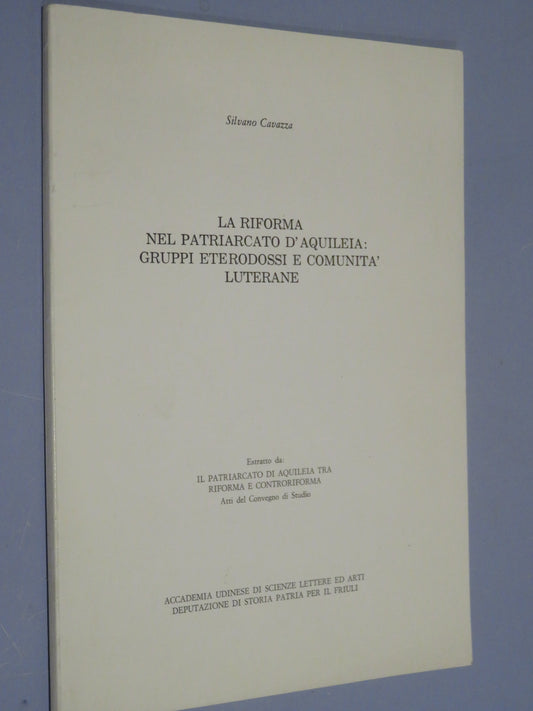 Silvano Cavazza
LA RIFORMA
NEL PATRIARCATO D'AQUILEIA:
GRUPPI ETERODOSSI E COMUNITA'
LUTERANE
Estratto da:
IL PATRIARCATO DI AQUILEIA TRA
RIFORMA E CONTRORIFORMA
Atti del Convegno di Studio
ACCADEMIA UDINESE DI SCIENZE LETTERE ED ARTI
DEPUTAZIONE DI STORIA PATRIA PER IL FRIULI